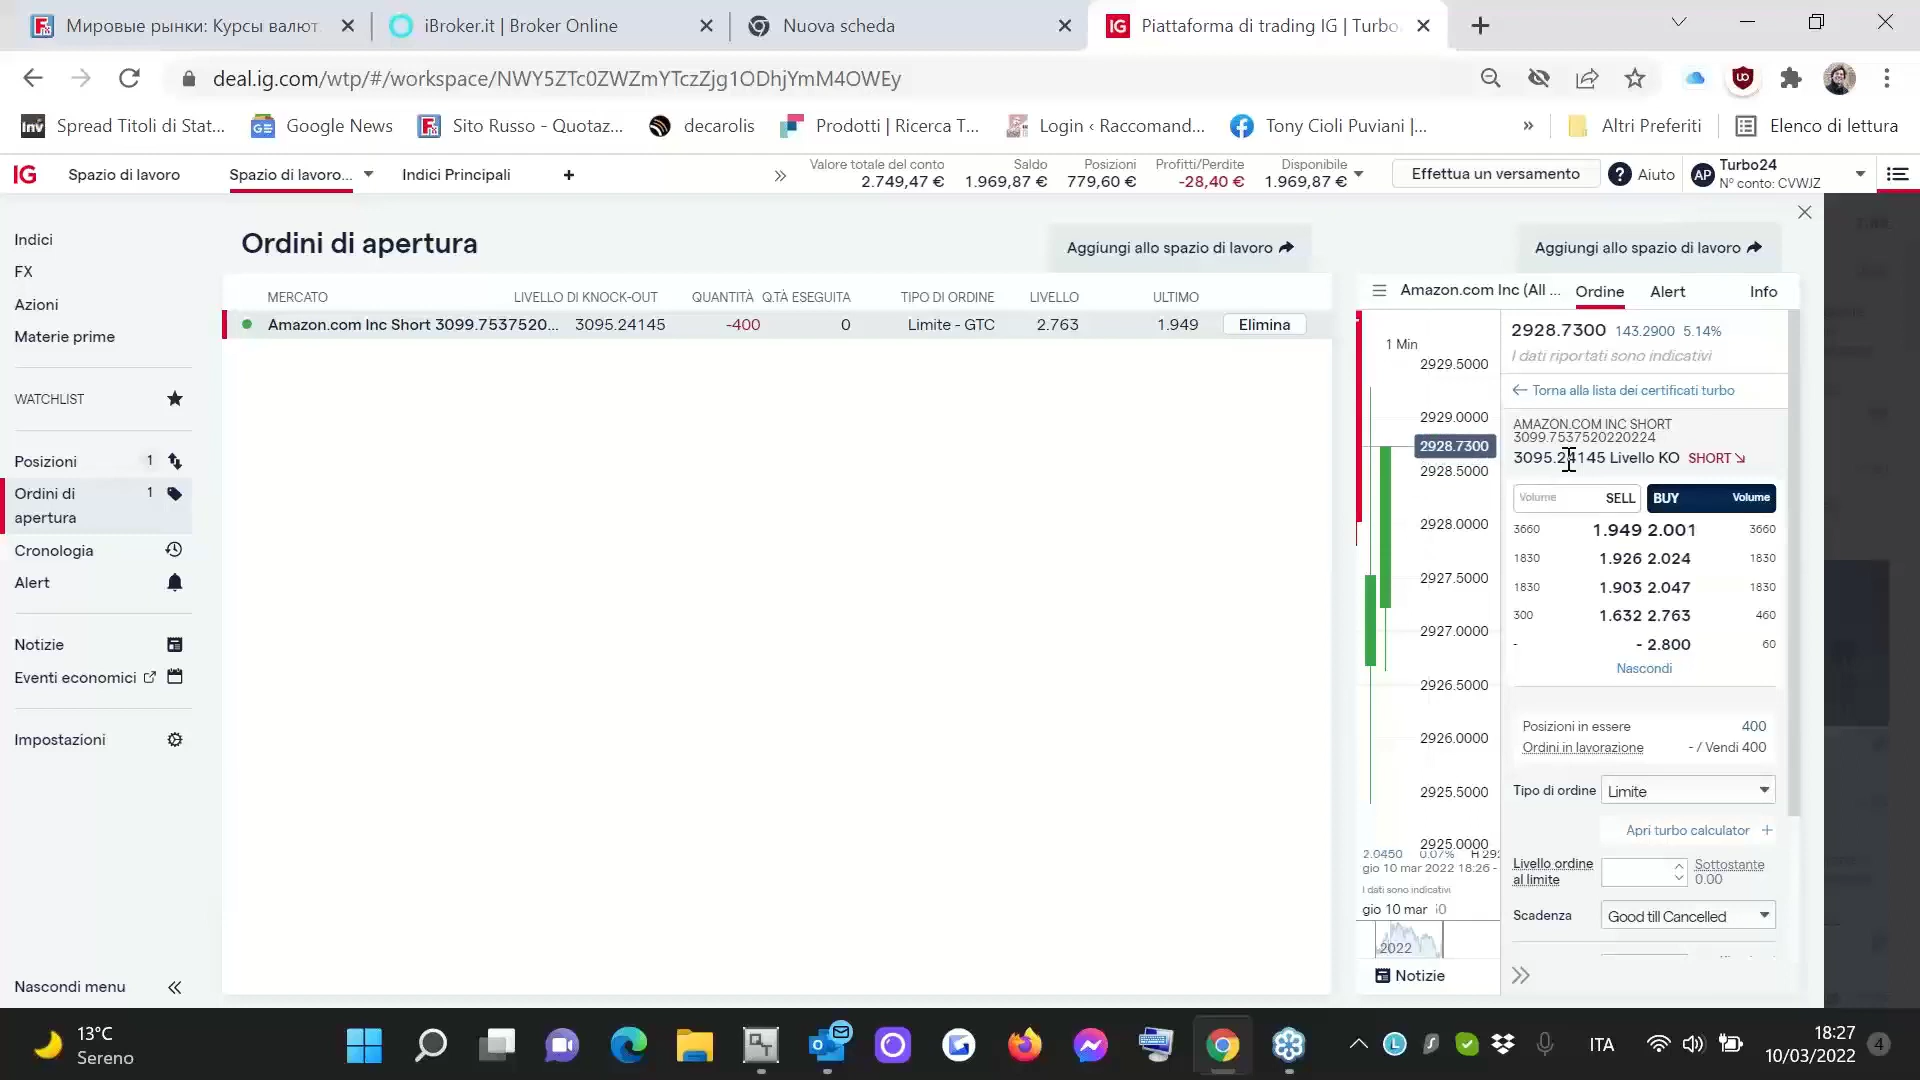 Мировые рынки: Курсы валют.
iBroker.it | Broker Online
Nuova scheda
IG Piattaforma di trading IG | Turbo
deal.ig.com/wtp/#/workspace/NWY5ZTc0ZWZmYTczZjg1ODhjYmM4OWEy
Inv Spread Titoli di Stat...
Google News
Sito Russo - Quotaz...
decarolis
Prodotti | Ricerca T...
Login ‹ Raccomand...
Tony Cioli Puviani |...
»
Altri Preferiti
Elenco di lettura
IG
Spazio di lavoro
Spazio di lavoro...
Indici Principali
+
Valore totale del conto
2.749,47 €
Saldo
1.969,87 €
Posizioni
779,60 €
Profitti/Perdite
-28,40 €
Disponibile
1.969,87 €
Effettua un versamento
? Aiuto
AP
Turbo24
N° conto: CVWJZ
Indici
FX
Azioni
Materie prime
WATCHLIST
Posizioni 1
Ordini di 1
apertura
Cronologia
Alert
Notizie
Eventi economici
Impostazioni
Nascondi menu
Ordini di apertura
Aggiungi allo spazio di lavoro
MERCATO LIVELLO DI KNOCK-OUT QUANTITÀ Q.TÀ ESEGUITA TIPO DI ORDINE LIVELLO ULTIMO
Amazon.com Inc Short 3099.7537520... 3095.24145 -400 0 Limite - GTC 2.763 1.949 Elimina
Aggiungi allo spazio di lavoro
Amazon.com Inc (All ...
Ordine
Alert
Info
1 Min
2929.5000
2929.0000
2928.7300
2928.5000
2928.0000
2927.5000
2927.0000
2926.5000
2926.0000
2925.5000
2925.0000
2.0450 0.07% H 292
gio 10 mar 2022 18:26 -
I dati sono indicativi
gio 10 mar
2022
Notizie
2928.7300 143.2900 5.14%
I dati riportati sono indicativi
Torna alla lista dei certificati turbo
AMAZON.COM INC SHORT
3099.7537520220224
3095.24145 Livello KO SHORT
Volume SELL BUY Volume
3660 1.949 2.001 3660
1830 1.926 2.024 1830
1830 1.903 2.047 1830
300 1.632 2.763 460
- - 2.800 60
Nascondi
Posizioni in essere 400
Ordini in lavorazione - / Vendi 400
Tipo di ordine Limite
Apri turbo calculator +
Livello ordine
al limite
Sottostante
0.00
Scadenza Good till Cancelled
13°C
Sereno
ITA
18:27
10/03/2022
4